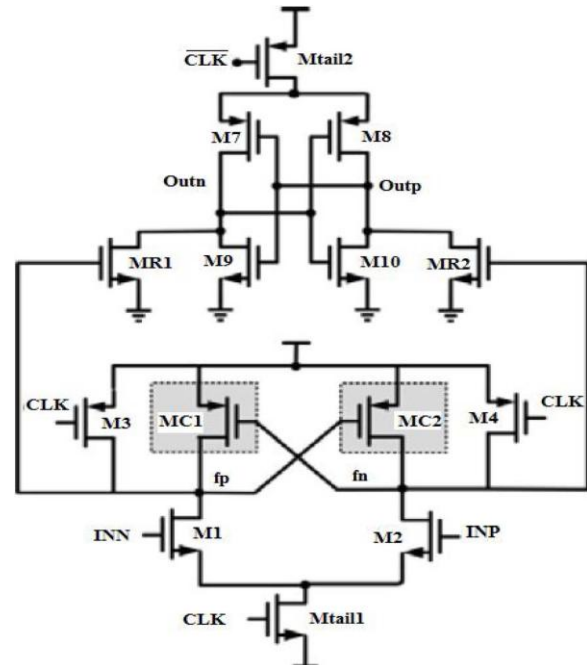 CLK Mtail2
M7 M8
Outn Outp
MR1 M9 M10 MR2
CLK M3 MC1 MC2 M4 CLK
fp fn
INN M1 M2 INP
CLK Mtail1